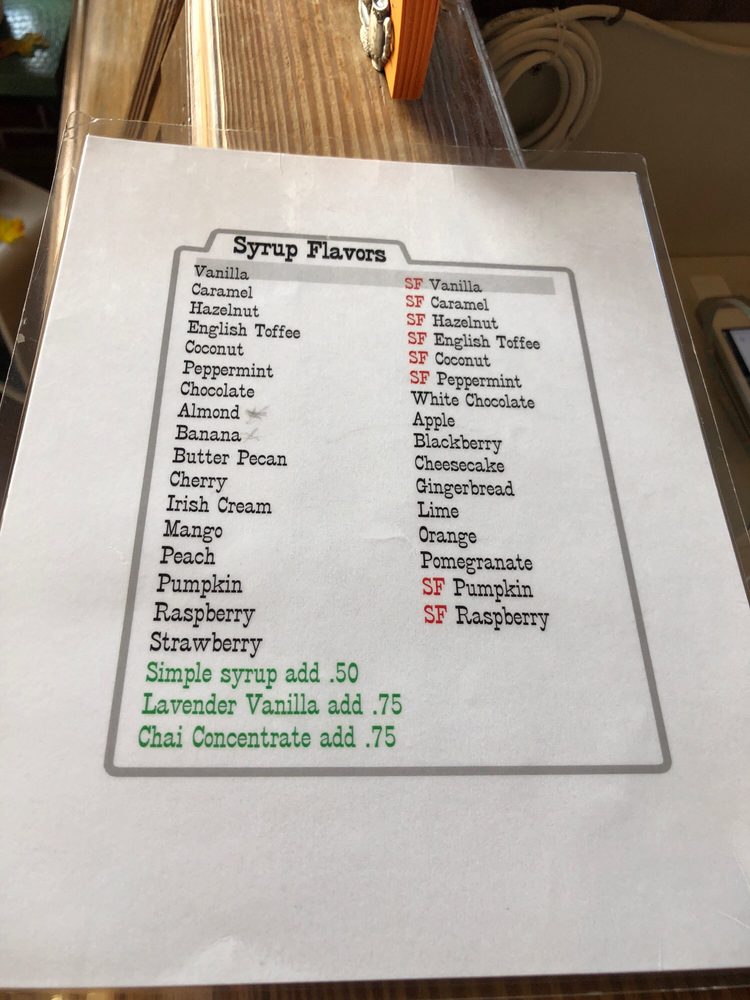 Syrup Flavors
Vanilla
Caramel
Hazelnut
English Toffee
Coconut
Peppermint
Chocolate
Almond
Banana
Butter Pecan
Cherry
Irish Cream
Mango
Peach
Pumpkin
Raspberry
Strawberry
Simple syrup add .50
Lavender Vanilla add .75
Chai Concentrate add .75
SF Vanilla
SF Caramel
SF Hazelnut
SF English Toffee
SF Coconut
SF Peppermint
White Chocolate
Apple
Blackberry
Cheesecake
Gingerbread
Lime
Orange
Pomegranate
SF Pumpkin
SF Raspberry